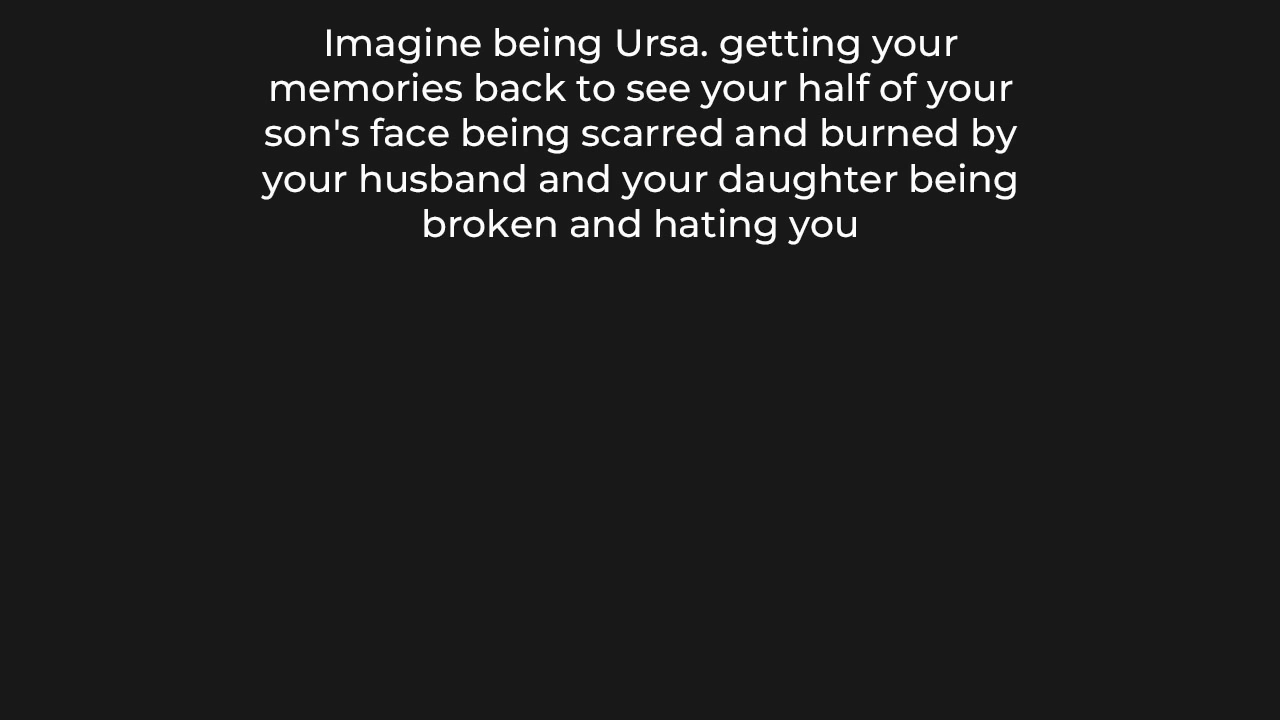 Imagine being Ursa. getting your
memories back to see your half of your
son's face being scarred and burned by
your husband and your daughter being
broken and hating you